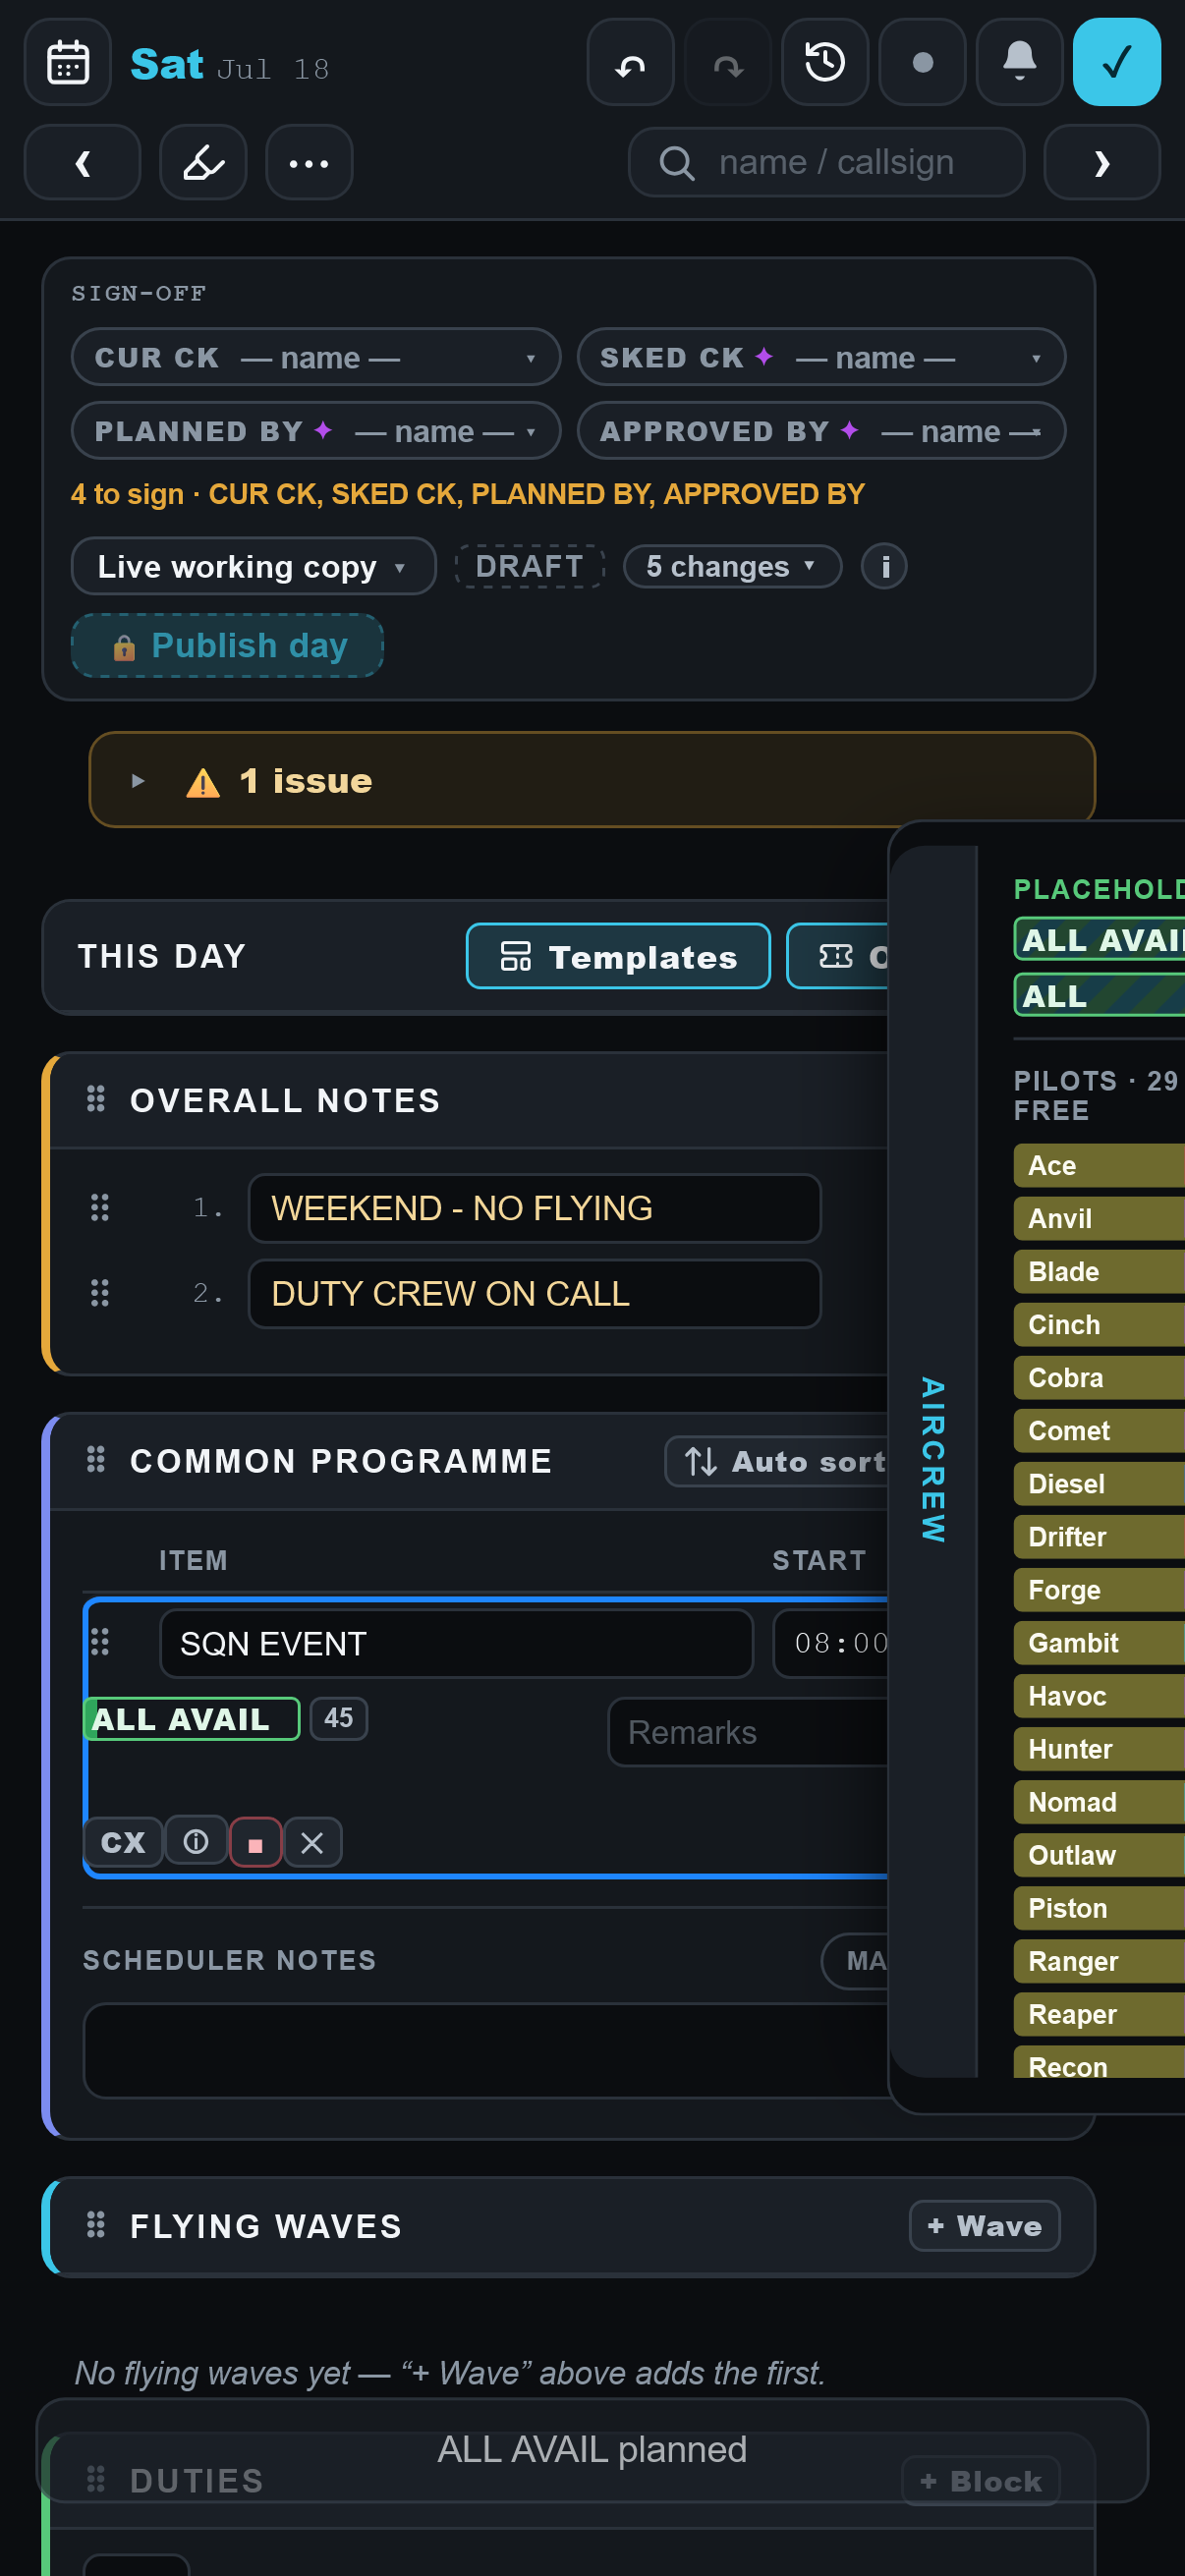 Sat Jul 18
name / callsign
SIGN-OFF
CUR CK — name —
SKED CK — name —
PLANNED BY — name —
APPROVED BY — name —
4 to sign · CUR CK, SKED CK, PLANNED BY, APPROVED BY
Live working copy DRAFT 5 changes i
Publish day
1 issue
THIS DAY Templates
OVERALL NOTES
1. WEEKEND - NO FLYING
2. DUTY CREW ON CALL
COMMON PROGRAMME Auto sort
ITEM START
SQN EVENT 08:00
ALL AVAIL 45 Remarks
CX
SCHEDULER NOTES MA
AIRCREW
PLACEHOLD
ALL AVAI
ALL
PILOTS · 29
FREE
Ace
Anvil
Blade
Cinch
Cobra
Comet
Diesel
Drifter
Forge
Gambit
Havoc
Hunter
Nomad
Outlaw
Piston
Ranger
Reaper
Recon
FLYING WAVES + Wave
No flying waves yet — “+ Wave” above adds the first.
ALL AVAIL planned
DUTIES + Block